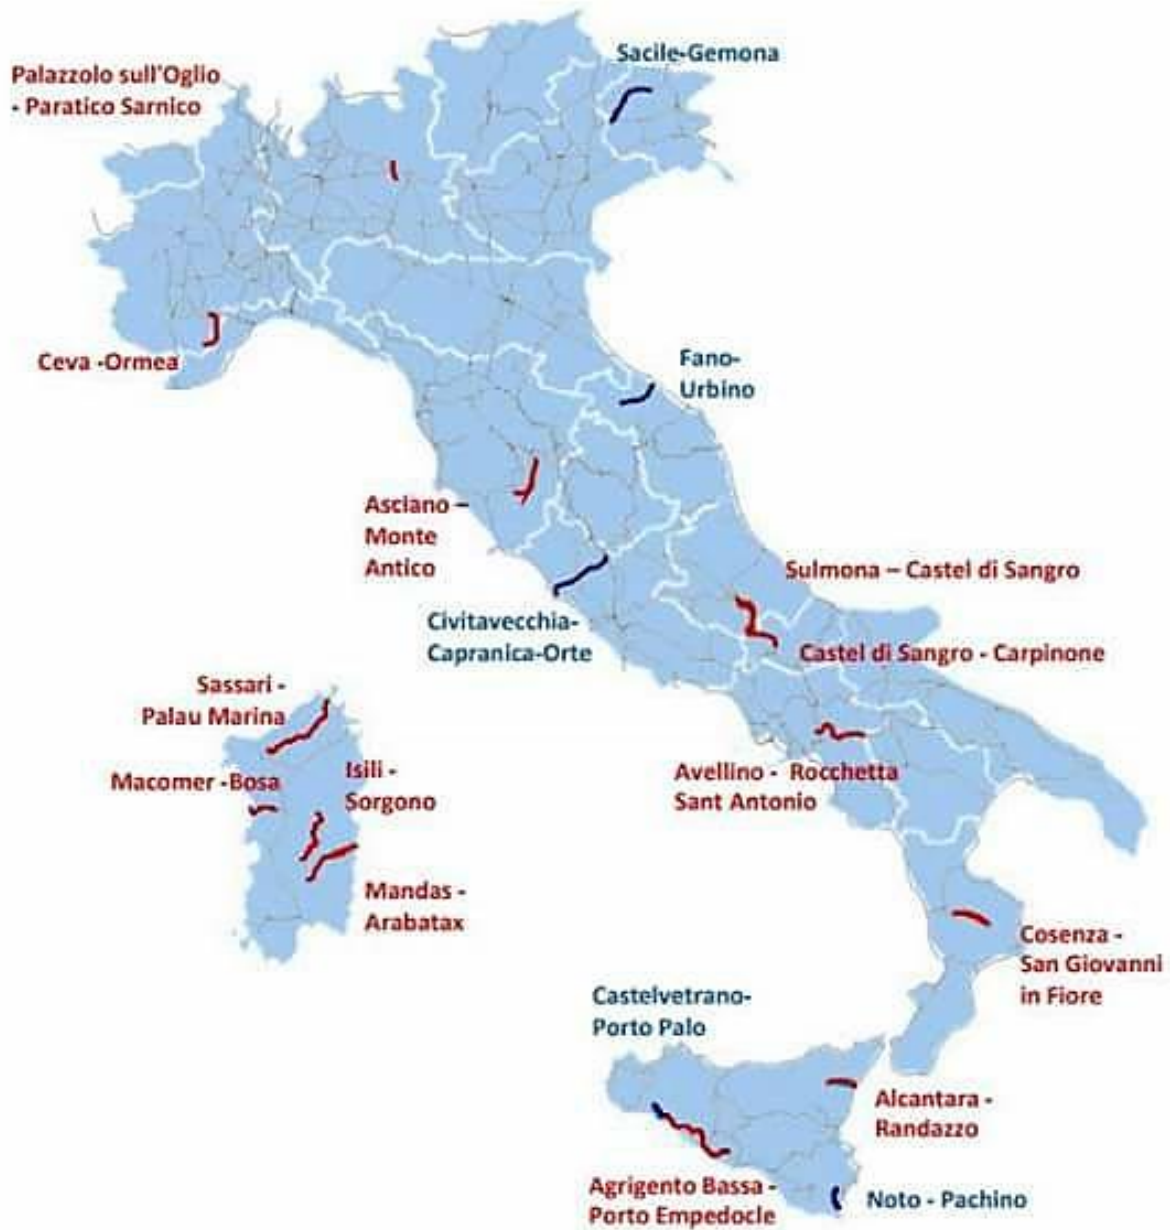 Sacile-Gemona
Palazzolo sull'Oglio
- Paratico Sarnico
Ceva -Ormea
Fano-
Urbino
Asciano –
Monte
Antico
Sulmona – Castel di Sangro
Civitavecchia-
Capranica-Orte
Castel di Sangro - Carpinone
Sassari -
Palau Marina
Macomer -Bosa
Isili -
Sorgono
Avellino - Rocchetta
Sant Antonio
Mandas -
Arabatax
Cosenza -
San Giovanni
in Fiore
Castelvetrano-
Porto Palo
Alcantara -
Randazzo
Agrigento Bassa -
Porto Empedocle
Noto - Pachino